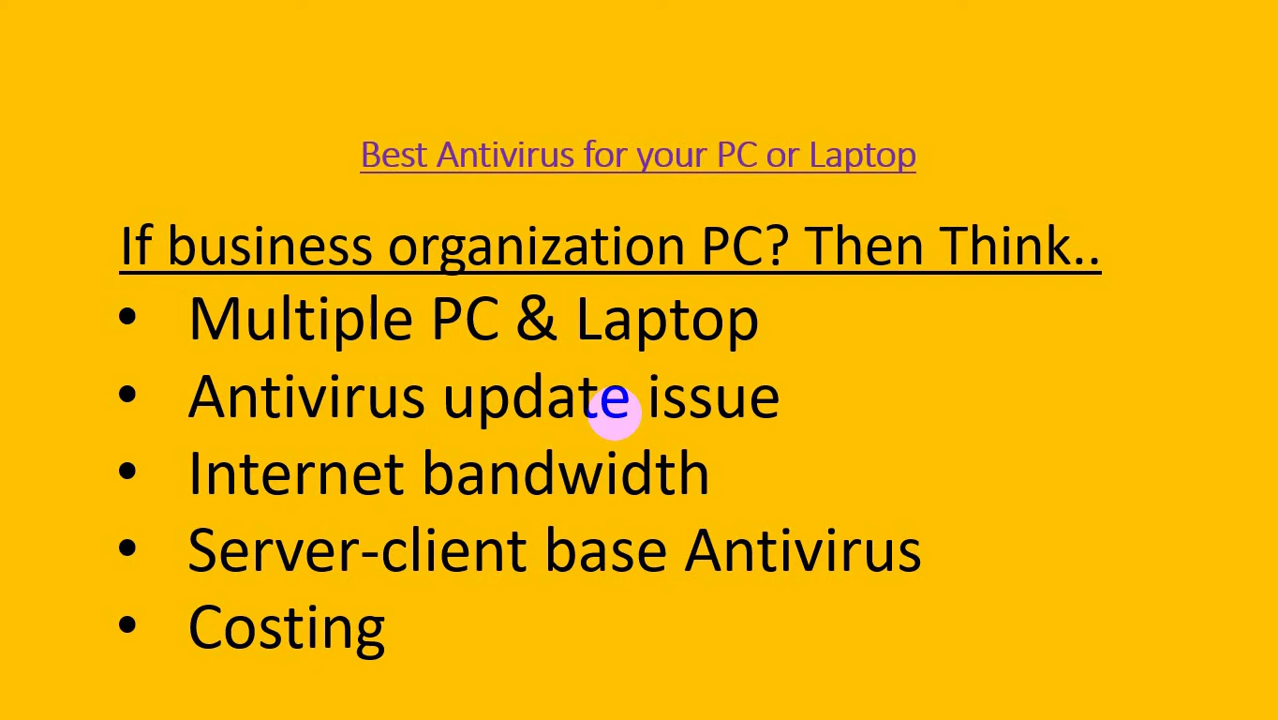 Best Antivirus for your PC or Laptop
If business organization PC? Then Think..
• Multiple PC & Laptop
• Antivirus update issue
• Internet bandwidth
• Server-client base Antivirus
• Costing